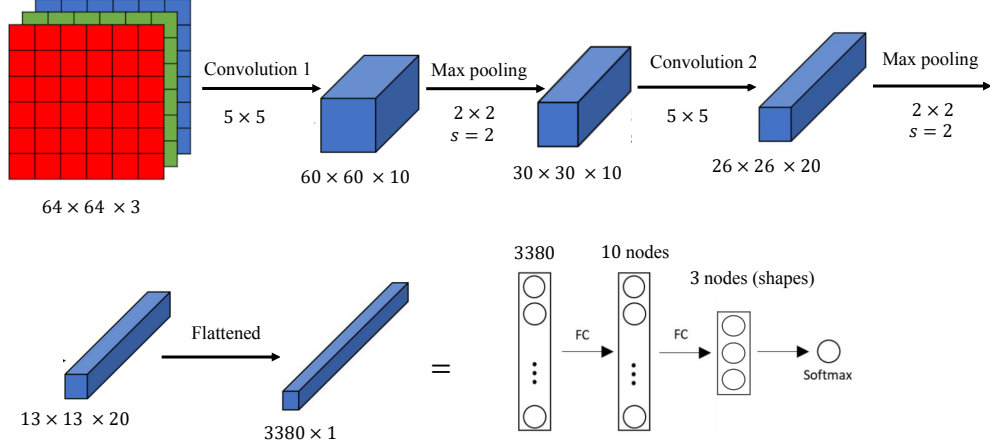 Convolution 1
5 × 5
Max pooling
2 × 2
s = 2
Convolution 2
5 × 5
Max pooling
2 × 2
s = 2
64 × 64 × 3
60 × 60 × 10
30 × 30 × 10
26 × 26 × 20
Flattened
13 × 13 × 20
3380 × 1
=
3380
10 nodes
3 nodes (shapes)
FC
FC
Softmax